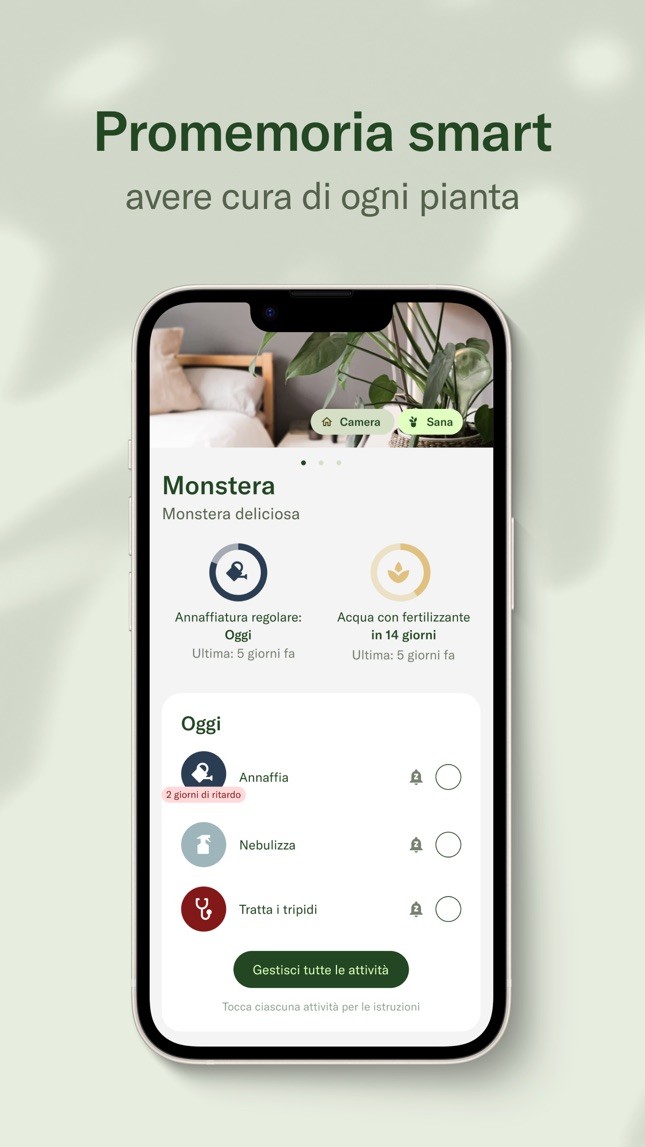 Promemoria smart
avere cura di ogni pianta
Camera
Sana
Monstera
Monstera deliciosa
Annaffiatura regolare:
Oggi
Ultima: 5 giorni fa
Acqua con fertilizzante
in 14 giorni
Ultima: 5 giorni fa
Oggi
Annaffia
2 giorni di ritardo
Nebulizza
Tratta i tripidi
Gestisci tutte le attività
Tocca ciascuna attività per le istruzioni